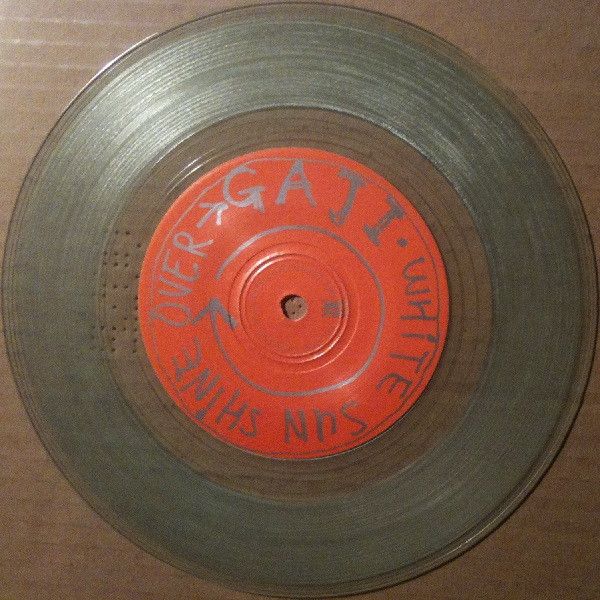 GAJI · WHITE SUN SHINE OVER →